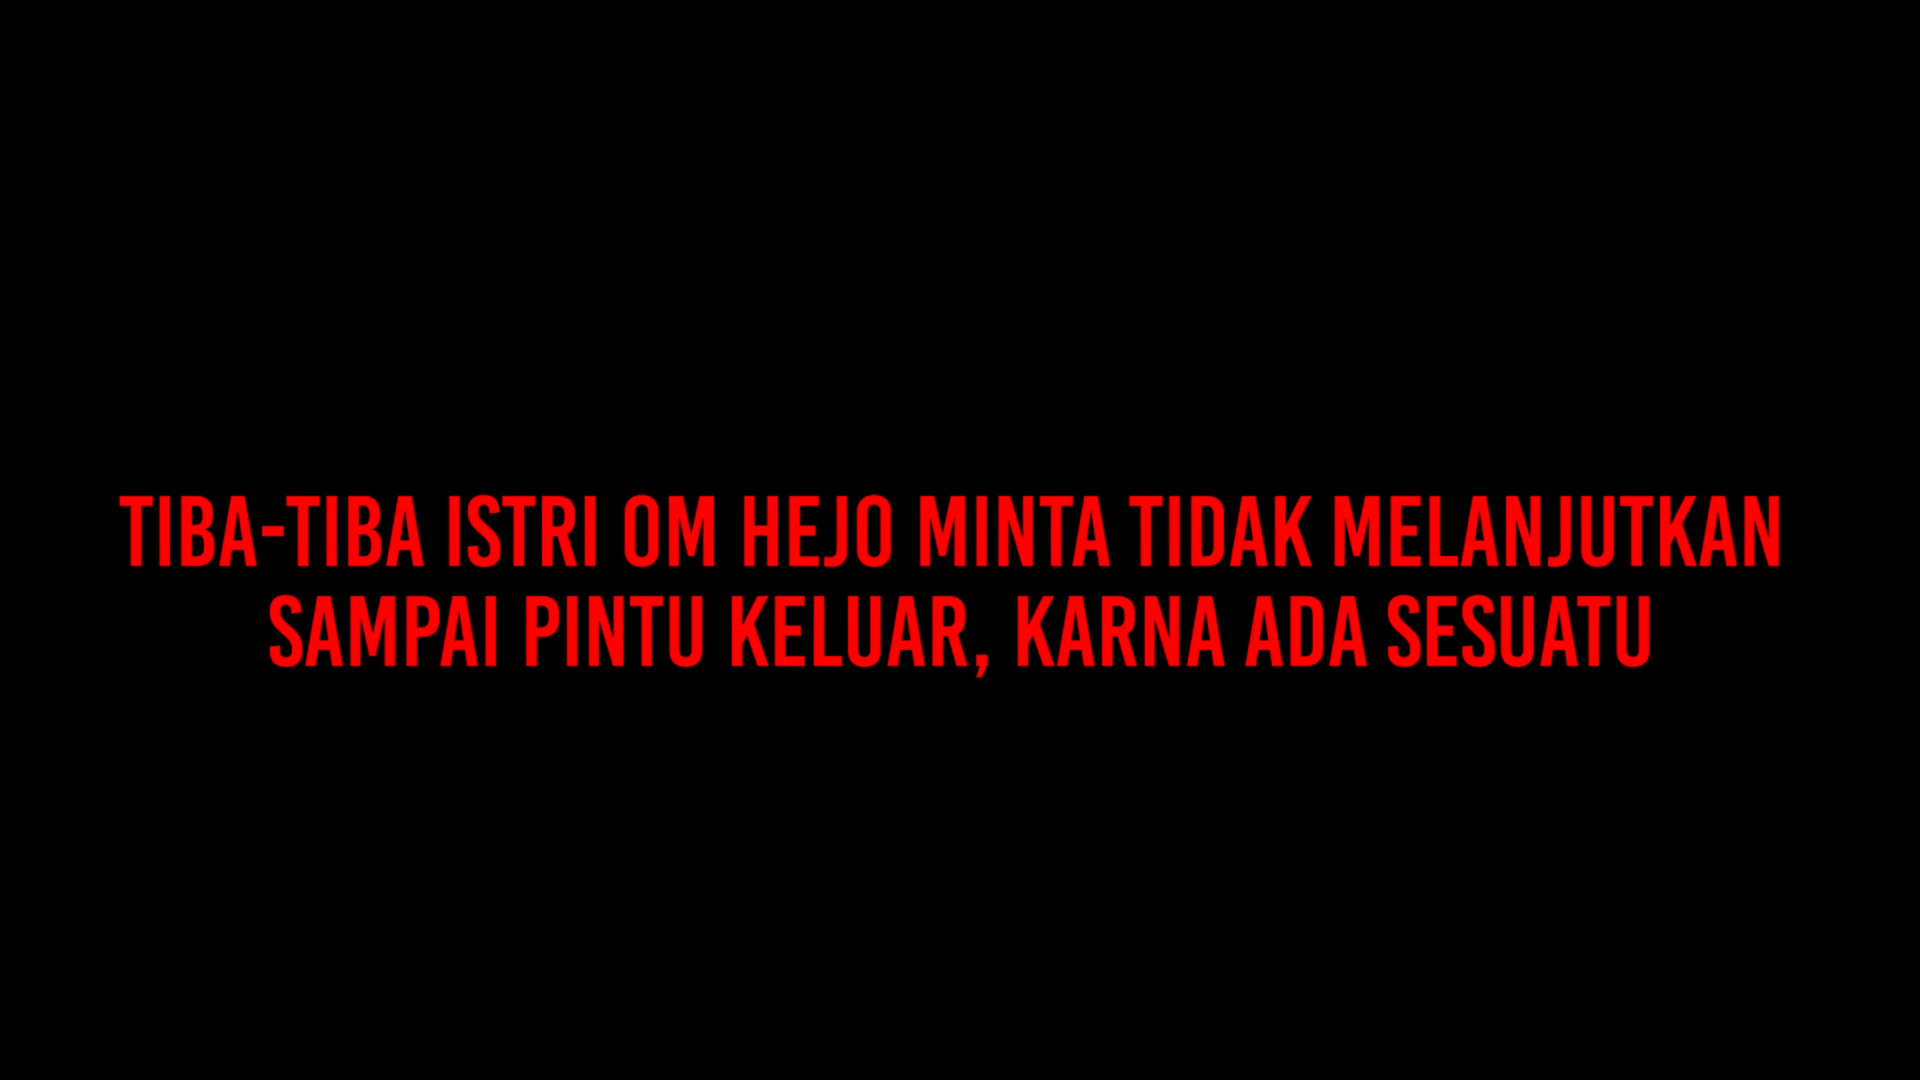 TIBA-TIBA ISTRI OM HEJO MINTA TIDAK MELANJUTKAN
SAMPAI PINTU KELUAR, KARNA ADA SESUATU